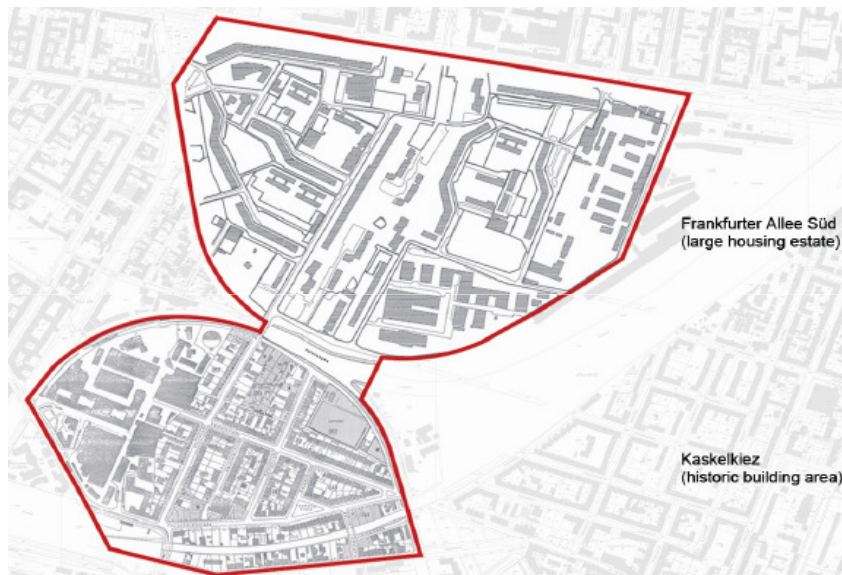 Frankfurter Allee Süd
(large housing estate)
Kaskelkiez
(historic building area)